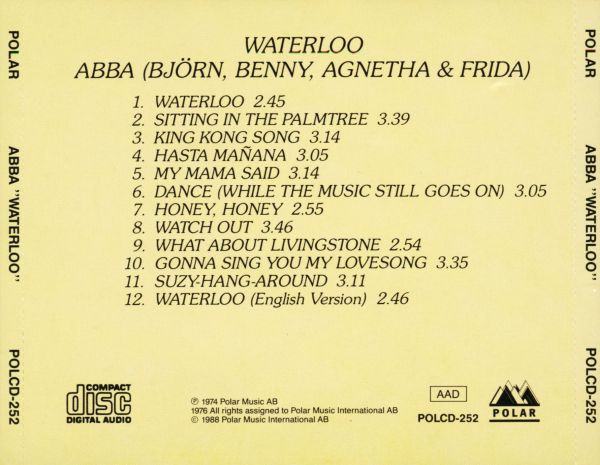 WATERLOO
ABBA (BJÖRN, BENNY, AGNETHA & FRIDA)
1. WATERLOO 2.45
2. SITTING IN THE PALMTREE 3.39
3. KING KONG SONG 3.14
4. HASTA MAÑANA 3.05
5. MY MAMA SAID 3.14
6. DANCE (WHILE THE MUSIC STILL GOES ON) 3.05
7. HONEY, HONEY 2.55
8. WATCH OUT 3.46
9. WHAT ABOUT LIVINGSTONE 2.54
10. GONNA SING YOU MY LOVESONG 3.35
11. SUZY-HANG-AROUND 3.11
12. WATERLOO (English Version) 2.46
COMPACT
disc
DIGITAL AUDIO
℗ 1974 Polar Music AB
1976 All rights assigned to Polar Music International AB
© 1988 Polar Music International AB
AAD
POLCD-252
POLAR
POLAR ABBA "WATERLOO" POLCD-252
POLAR ABBA "WATERLOO" POLCD-252